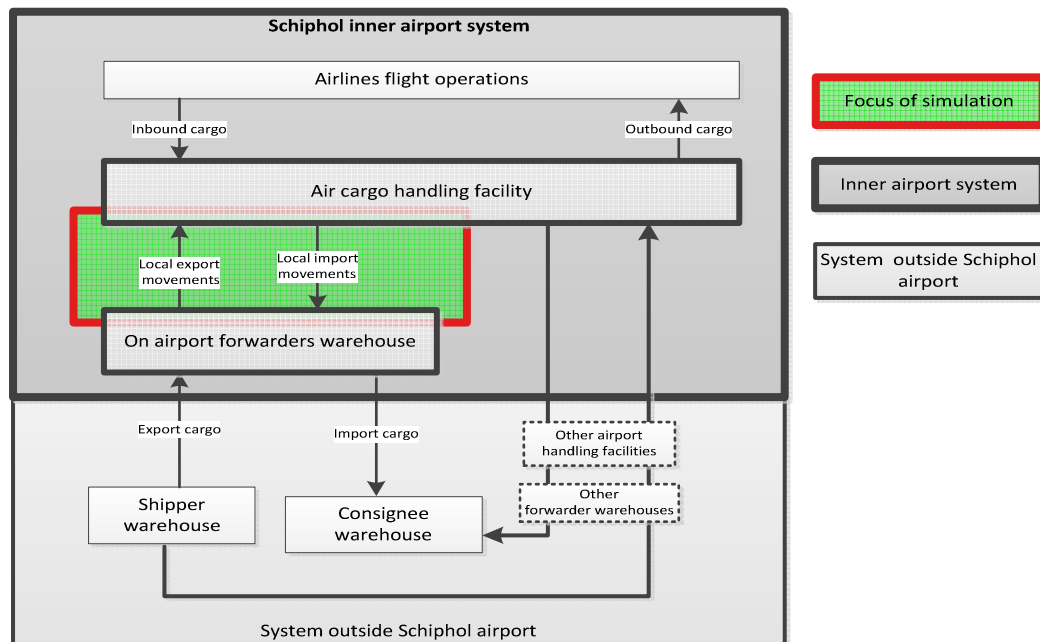 Schiphol inner airport system
Airlines flight operations
Inbound cargo
Outbound cargo
Air cargo handling facility
Local export
movements
Local import
movements
On airport forwarders warehouse
Export cargo
Import cargo
Other airport
handling facilities
Other
forwarder warehouses
Shipper
warehouse
Consignee
warehouse
System outside Schiphol airport
Focus of simulation
Inner airport system
System outside Schiphol
airport